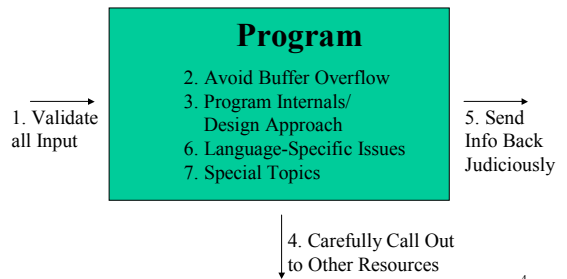 Program
2. Avoid Buffer Overflow
3. Program Internals/
Design Approach
6. Language-Specific Issues
7. Special Topics
1. Validate
all Input
5. Send
Info Back
Judiciously
4. Carefully Call Out
to Other Resources
4